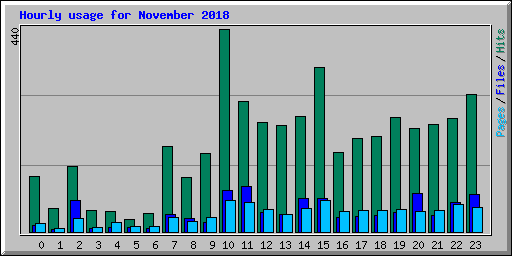 Hourly usage for November 2018
440
Pages / Files / Hits
0 1 2 3 4 5 6 7 8 9 10 11 12 13 14 15 16 17 18 19 20 21 22 23